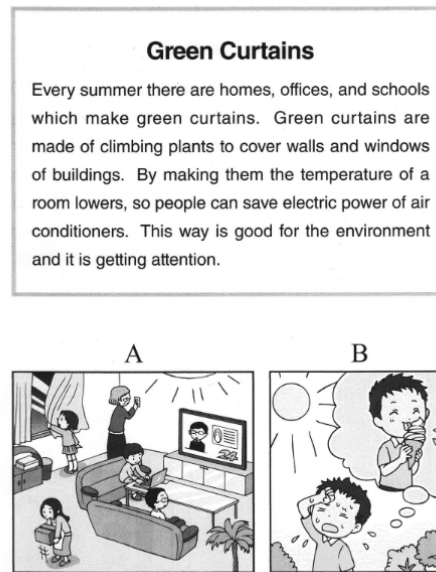 Green Curtains
Every summer there are homes, offices, and schools
which make green curtains. Green curtains are
made of climbing plants to cover walls and windows
of buildings. By making them the temperature of a
room lowers, so people can save electric power of air
conditioners. This way is good for the environment
and it is getting attention.
A
B
24